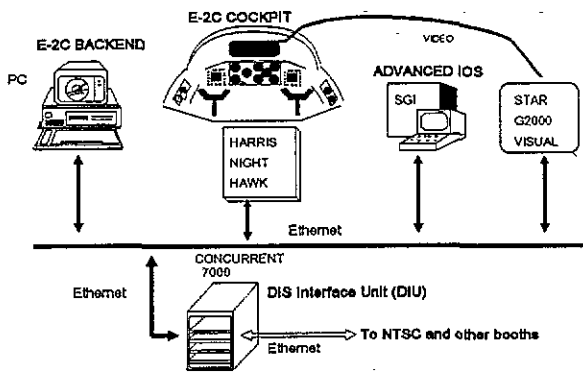 E-2C COCKPIT
E-2C BACKEND
VIDEO
PC
ADVANCED IOS
SGI
STAR
G2000
VISUAL
HARRIS
NIGHT
HAWK
Ethernet
CONCURRENT
7000
Ethernet
DIS Interface Unit (DIU)
To NTSC and other booths
Ethernet